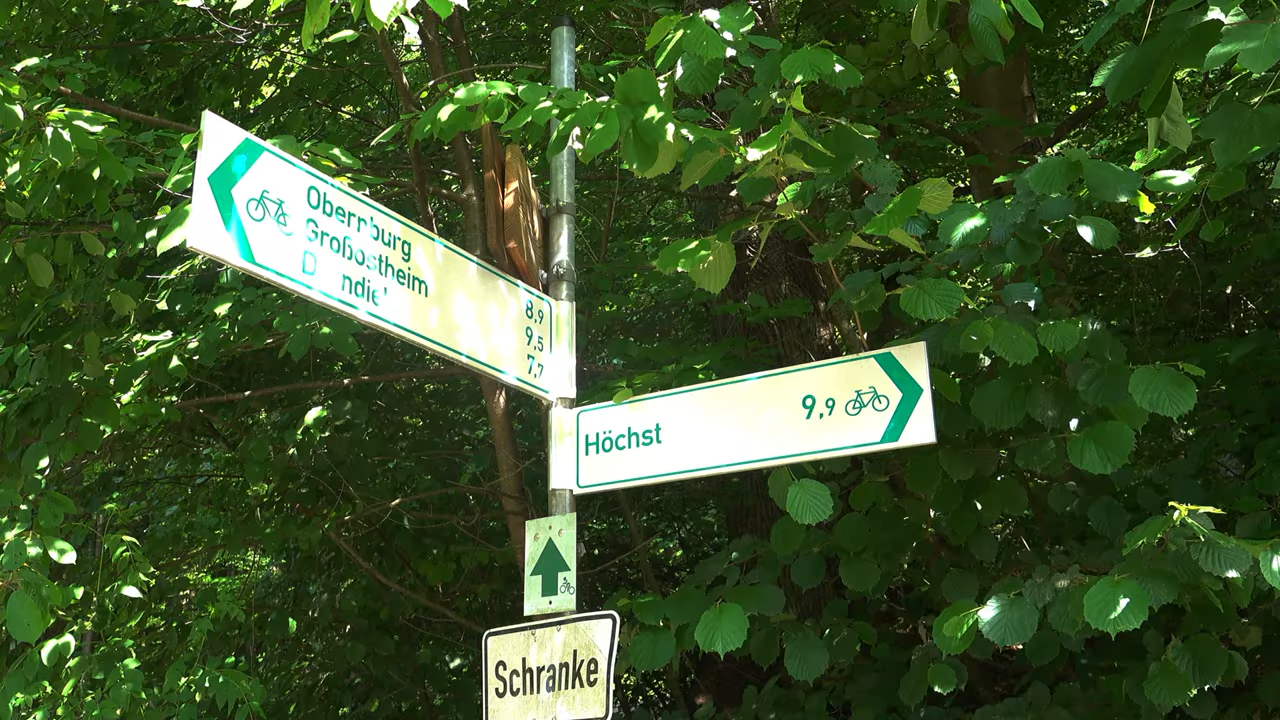 Obernburg
Großostheim
8,9
9,5
7,7
Höchst
9,9
Schranke